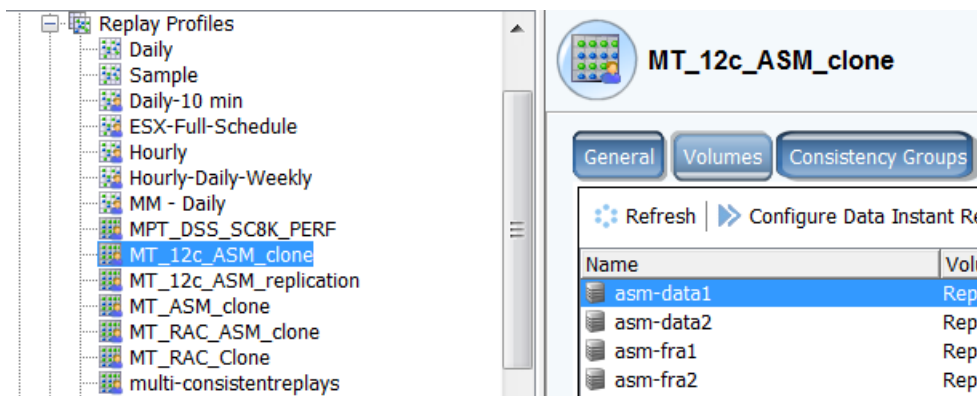 Replay Profiles
Daily
Sample
Daily-10 min
ESX-Full-Schedule
Hourly
Hourly-Daily-Weekly
MM - Daily
MPT_DSS_SC8K_PERF
MT_12c_ASM_clone
MT_12c_ASM_replication
MT_ASM_clone
MT_RAC_ASM_clone
MT_RAC_Clone
multi-consistentreplays
MT_12c_ASM_clone
General Volumes Consistency Groups
Refresh Configure Data Instant Re
Name Volu
asm-data1 Rep
asm-data2 Rep
asm-fra1 Rep
asm-fra2 Rep